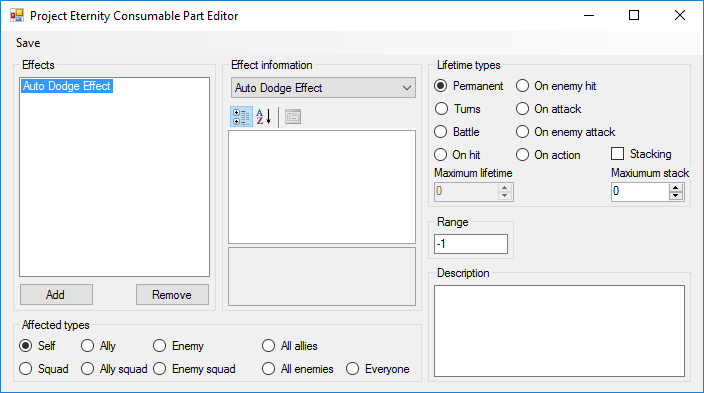 Project Eternity Consumable Part Editor
Save
Effects
Auto Dodge Effect
Add
Remove
Effect information
Auto Dodge Effect
A
Z
Lifetime types
Permanent
On enemy hit
Turns
On attack
Battle
On enemy attack
On hit
On action
Stacking
Maximum lifetime
Maxiumum stack
0
0
Range
-1
Description
Affected types
Self
Ally
Enemy
All allies
Squad
Ally squad
Enemy squad
All enemies
Everyone